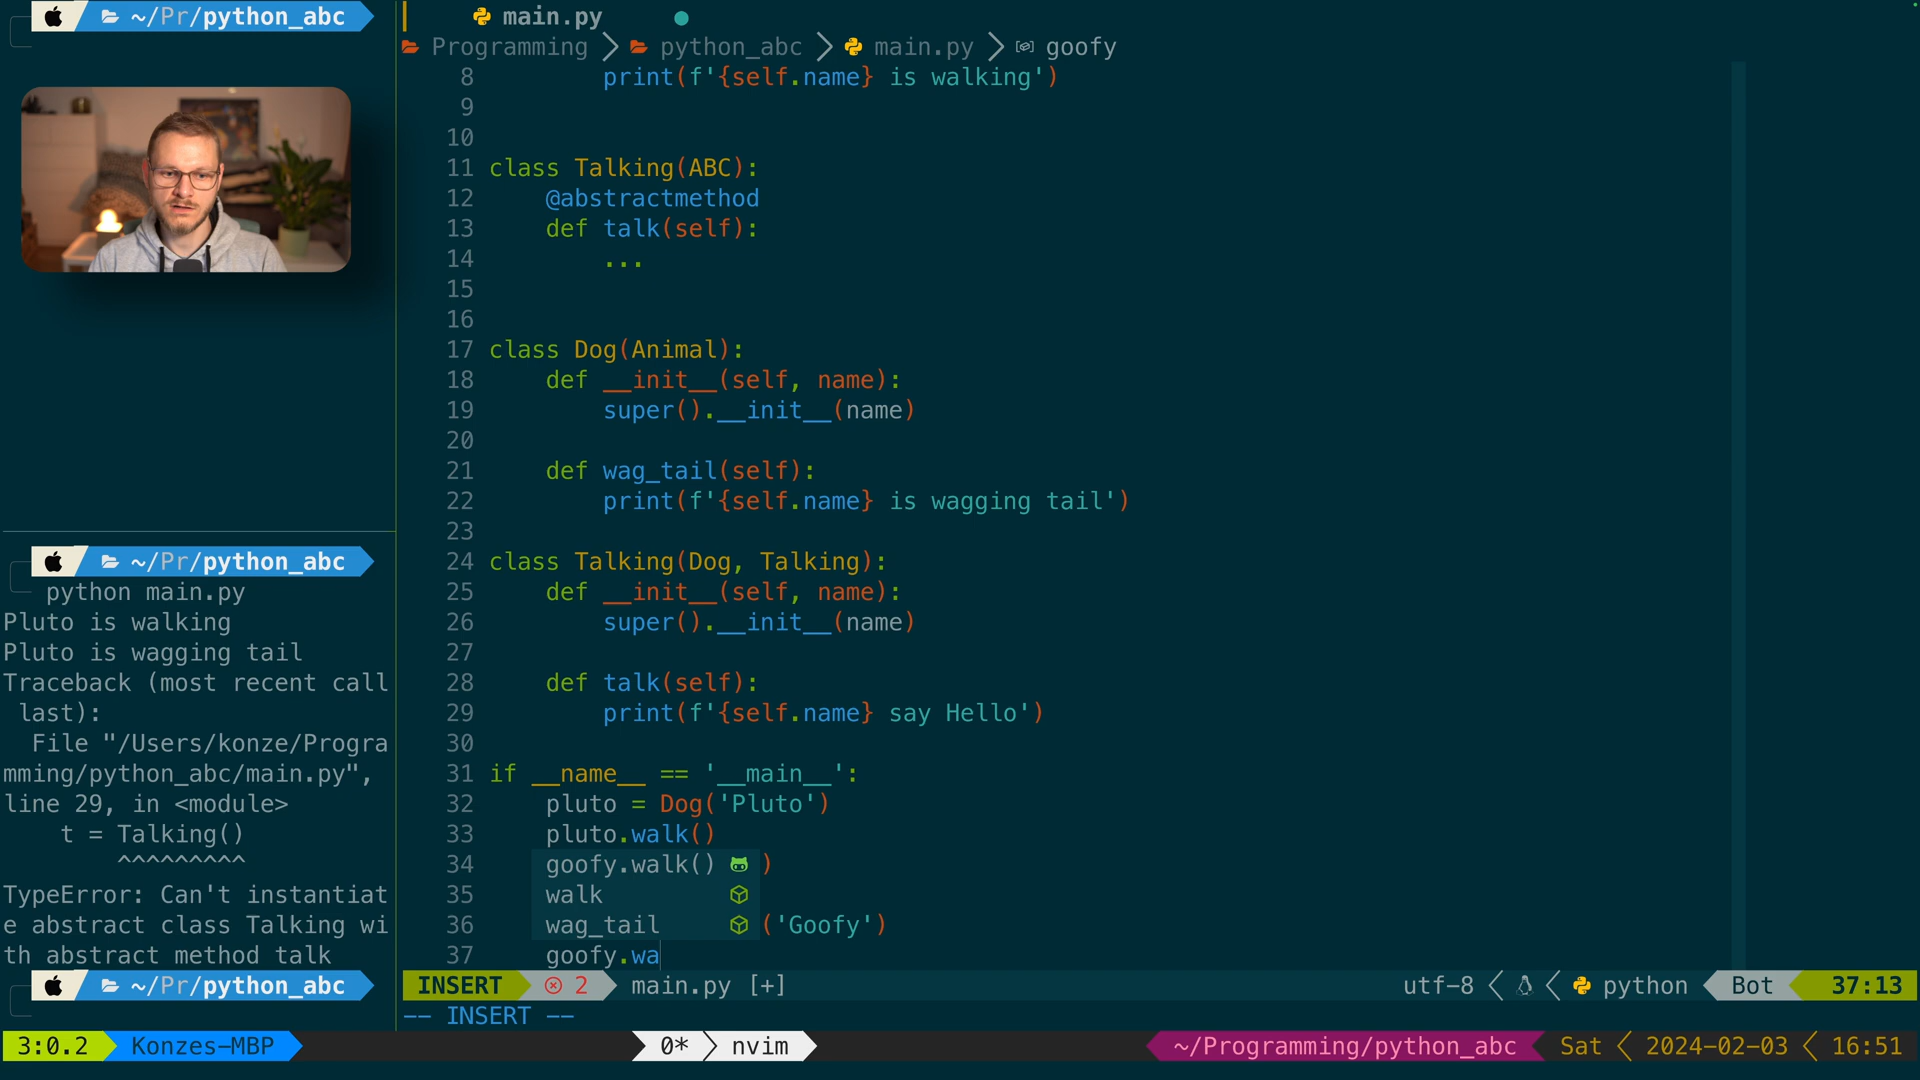 ~/Pr/python_abc
python main.py
Pluto is walking
Pluto is wagging tail
Traceback (most recent call
last):
File "/Users/konze/Progra
mming/python_abc/main.py",
line 29, in <module>
t = Talking()
^^^^^^^^^
TypeError: Can't instantiat
e abstract class Talking wi
th abstract method talk
~/Pr/python_abc
~/Pr/python_abc
main.py
Programming python_abc main.py goofy
8 print(f'{self.name} is walking')
9
10
11 class Talking(ABC):
12 @abstractmethod
13 def talk(self):
14 ...
15
16
17 class Dog(Animal):
18 def __init__(self, name):
19 super().__init__(name)
20
21 def wag_tail(self):
22 print(f'{self.name} is wagging tail')
23
24 class Talking(Dog, Talking):
25 def __init__(self, name):
26 super().__init__(name)
27
28 def talk(self):
29 print(f'{self.name} say Hello')
30
31 if __name__ == '__main__':
32 pluto = Dog('Pluto')
33 pluto.walk()
34 goofy.walk() )
35 walk
36 wag_tail ('Goofy')
37 goofy.wa
INSERT 2 main.py [+] utf-8 python Bot 37:13
-- INSERT --
3:0.2 Konzes-MBP 0* nvim ~/Programming/python_abc Sat 2024-02-03 16:51